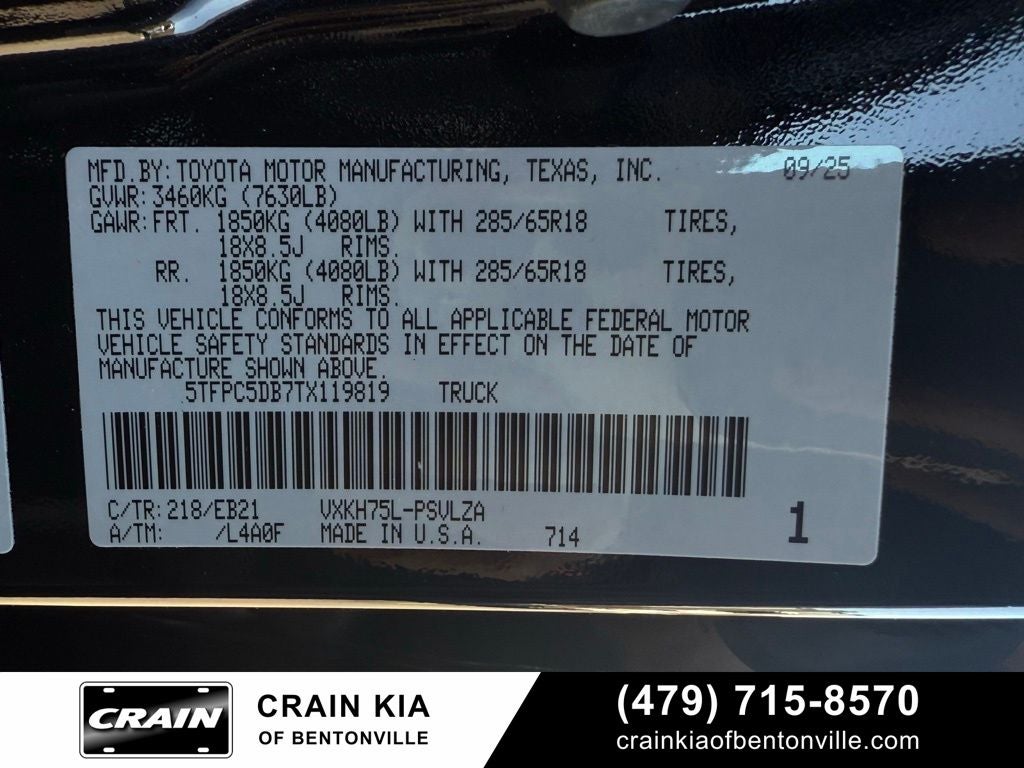 MFD.BY: TOYOTA MOTOR MANUFACTURING, TEXAS, INC. 09/25
GVWR: 3460KG (7630LB)
GAWR: FRT. 1850KG (4080LB) WITH 285/65R18 TIRES,
18X8.5J RIMS.
RR. 1850KG (4080LB) WITH 285/65R18 TIRES,
18X8.5J RIMS.
THIS VEHICLE CONFORMS TO ALL APPLICABLE FEDERAL MOTOR
VEHICLE SAFETY STANDARDS IN EFFECT ON THE DATE OF
MANUFACTURE SHOWN ABOVE.
5TFPC5DB7TX119819 TRUCK
C/TR: 218/EB21 VXKH75L-PSVLZA
A/TM: /L4A0F MADE IN U.S.A. 714 1
CRAIN
CRAIN KIA
OF BENTONVILLE
(479) 715-8570
crainkiaofbentonville.com